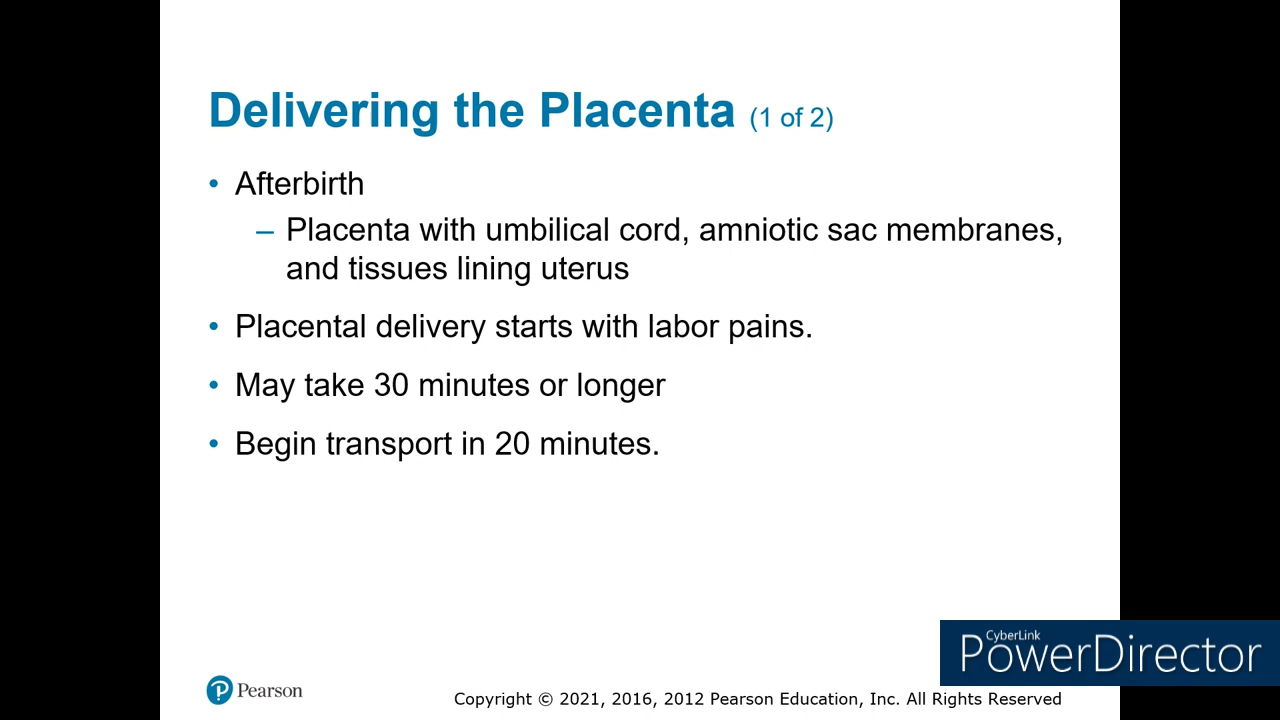 Delivering the Placenta (1 of 2)
• Afterbirth
– Placenta with umbilical cord, amniotic sac membranes,
and tissues lining uterus
• Placental delivery starts with labor pains.
• May take 30 minutes or longer
• Begin transport in 20 minutes.
CyberLink
PowerDirector
P Pearson
Copyright © 2021, 2016, 2012 Pearson Education, Inc. All Rights Reserved